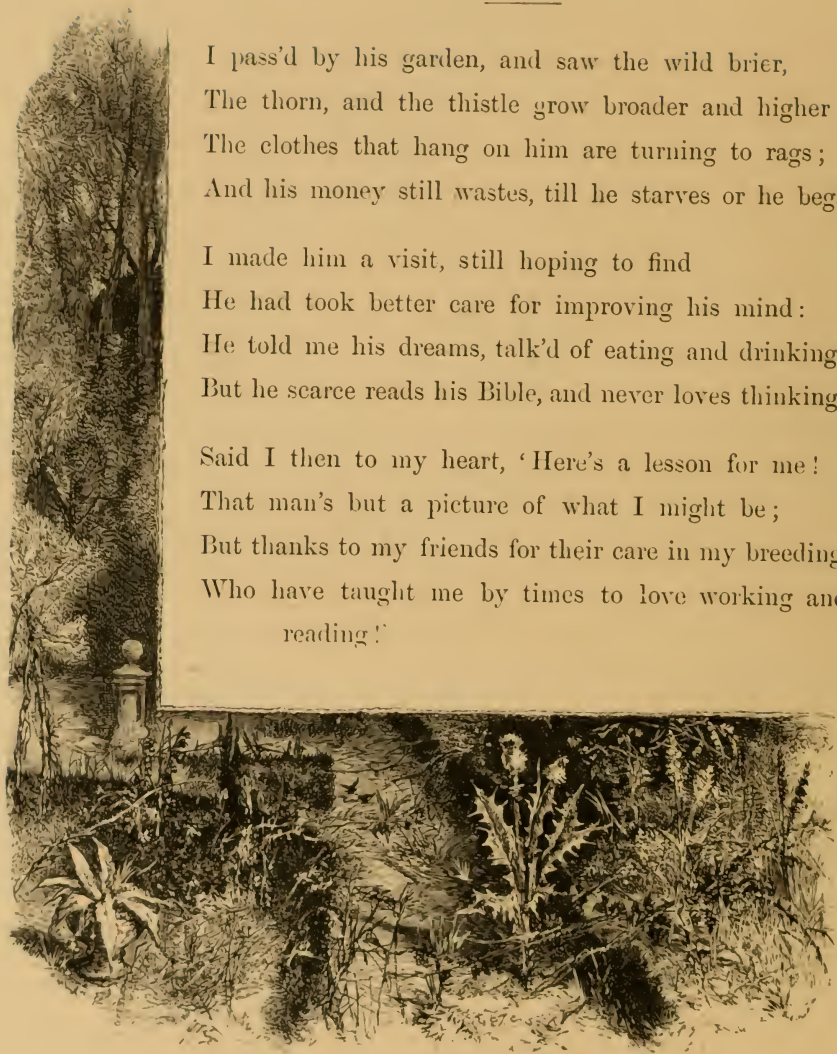 I pass'd by his garden, and saw the wild brier,
The thorn, and the thistle grow broader and higher
The clothes that hang on him are turning to rags;
And his money still wastes, till he starves or he beg
I made him a visit, still hoping to find
He had took better care for improving his mind:
He told me his dreams, talk'd of eating and drinking
But he scarce reads his Bible, and never loves thinking
Said I then to my heart, ‘Here's a lesson for me!
That man's but a picture of what I might be;
But thanks to my friends for their care in my breeding
Who have taught me by times to love working and
reading!’